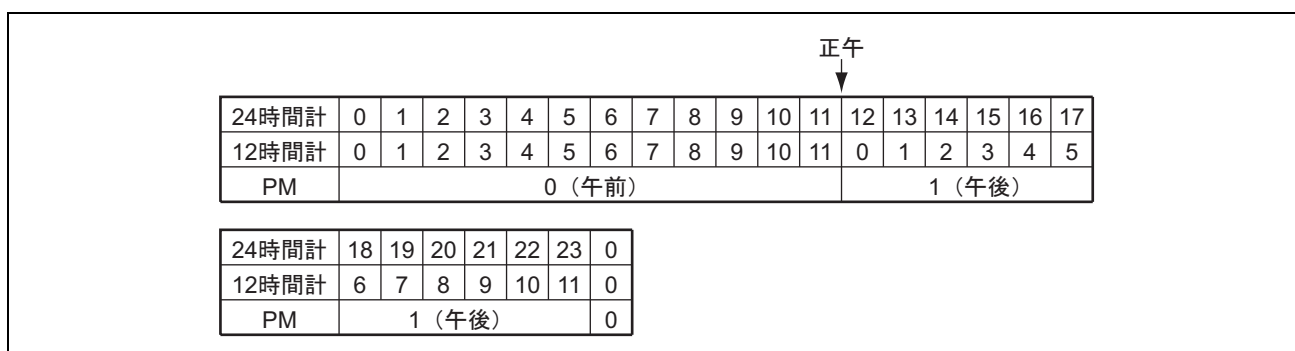 正午
24時間計 0 1 2 3 4 5 6 7 8 9 10 11 12 13 14 15 16 17
12時間計 0 1 2 3 4 5 6 7 8 9 10 11 0 1 2 3 4 5
PM 0（午前） 1（午後）
24時間計 18 19 20 21 22 23 0
12時間計 6 7 8 9 10 11 0
PM 1（午後） 0